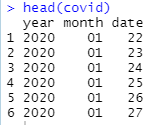 > head(covid)
year month date
1 2020 01 22
2 2020 01 23
3 2020 01 24
4 2020 01 25
5 2020 01 26
6 2020 01 27